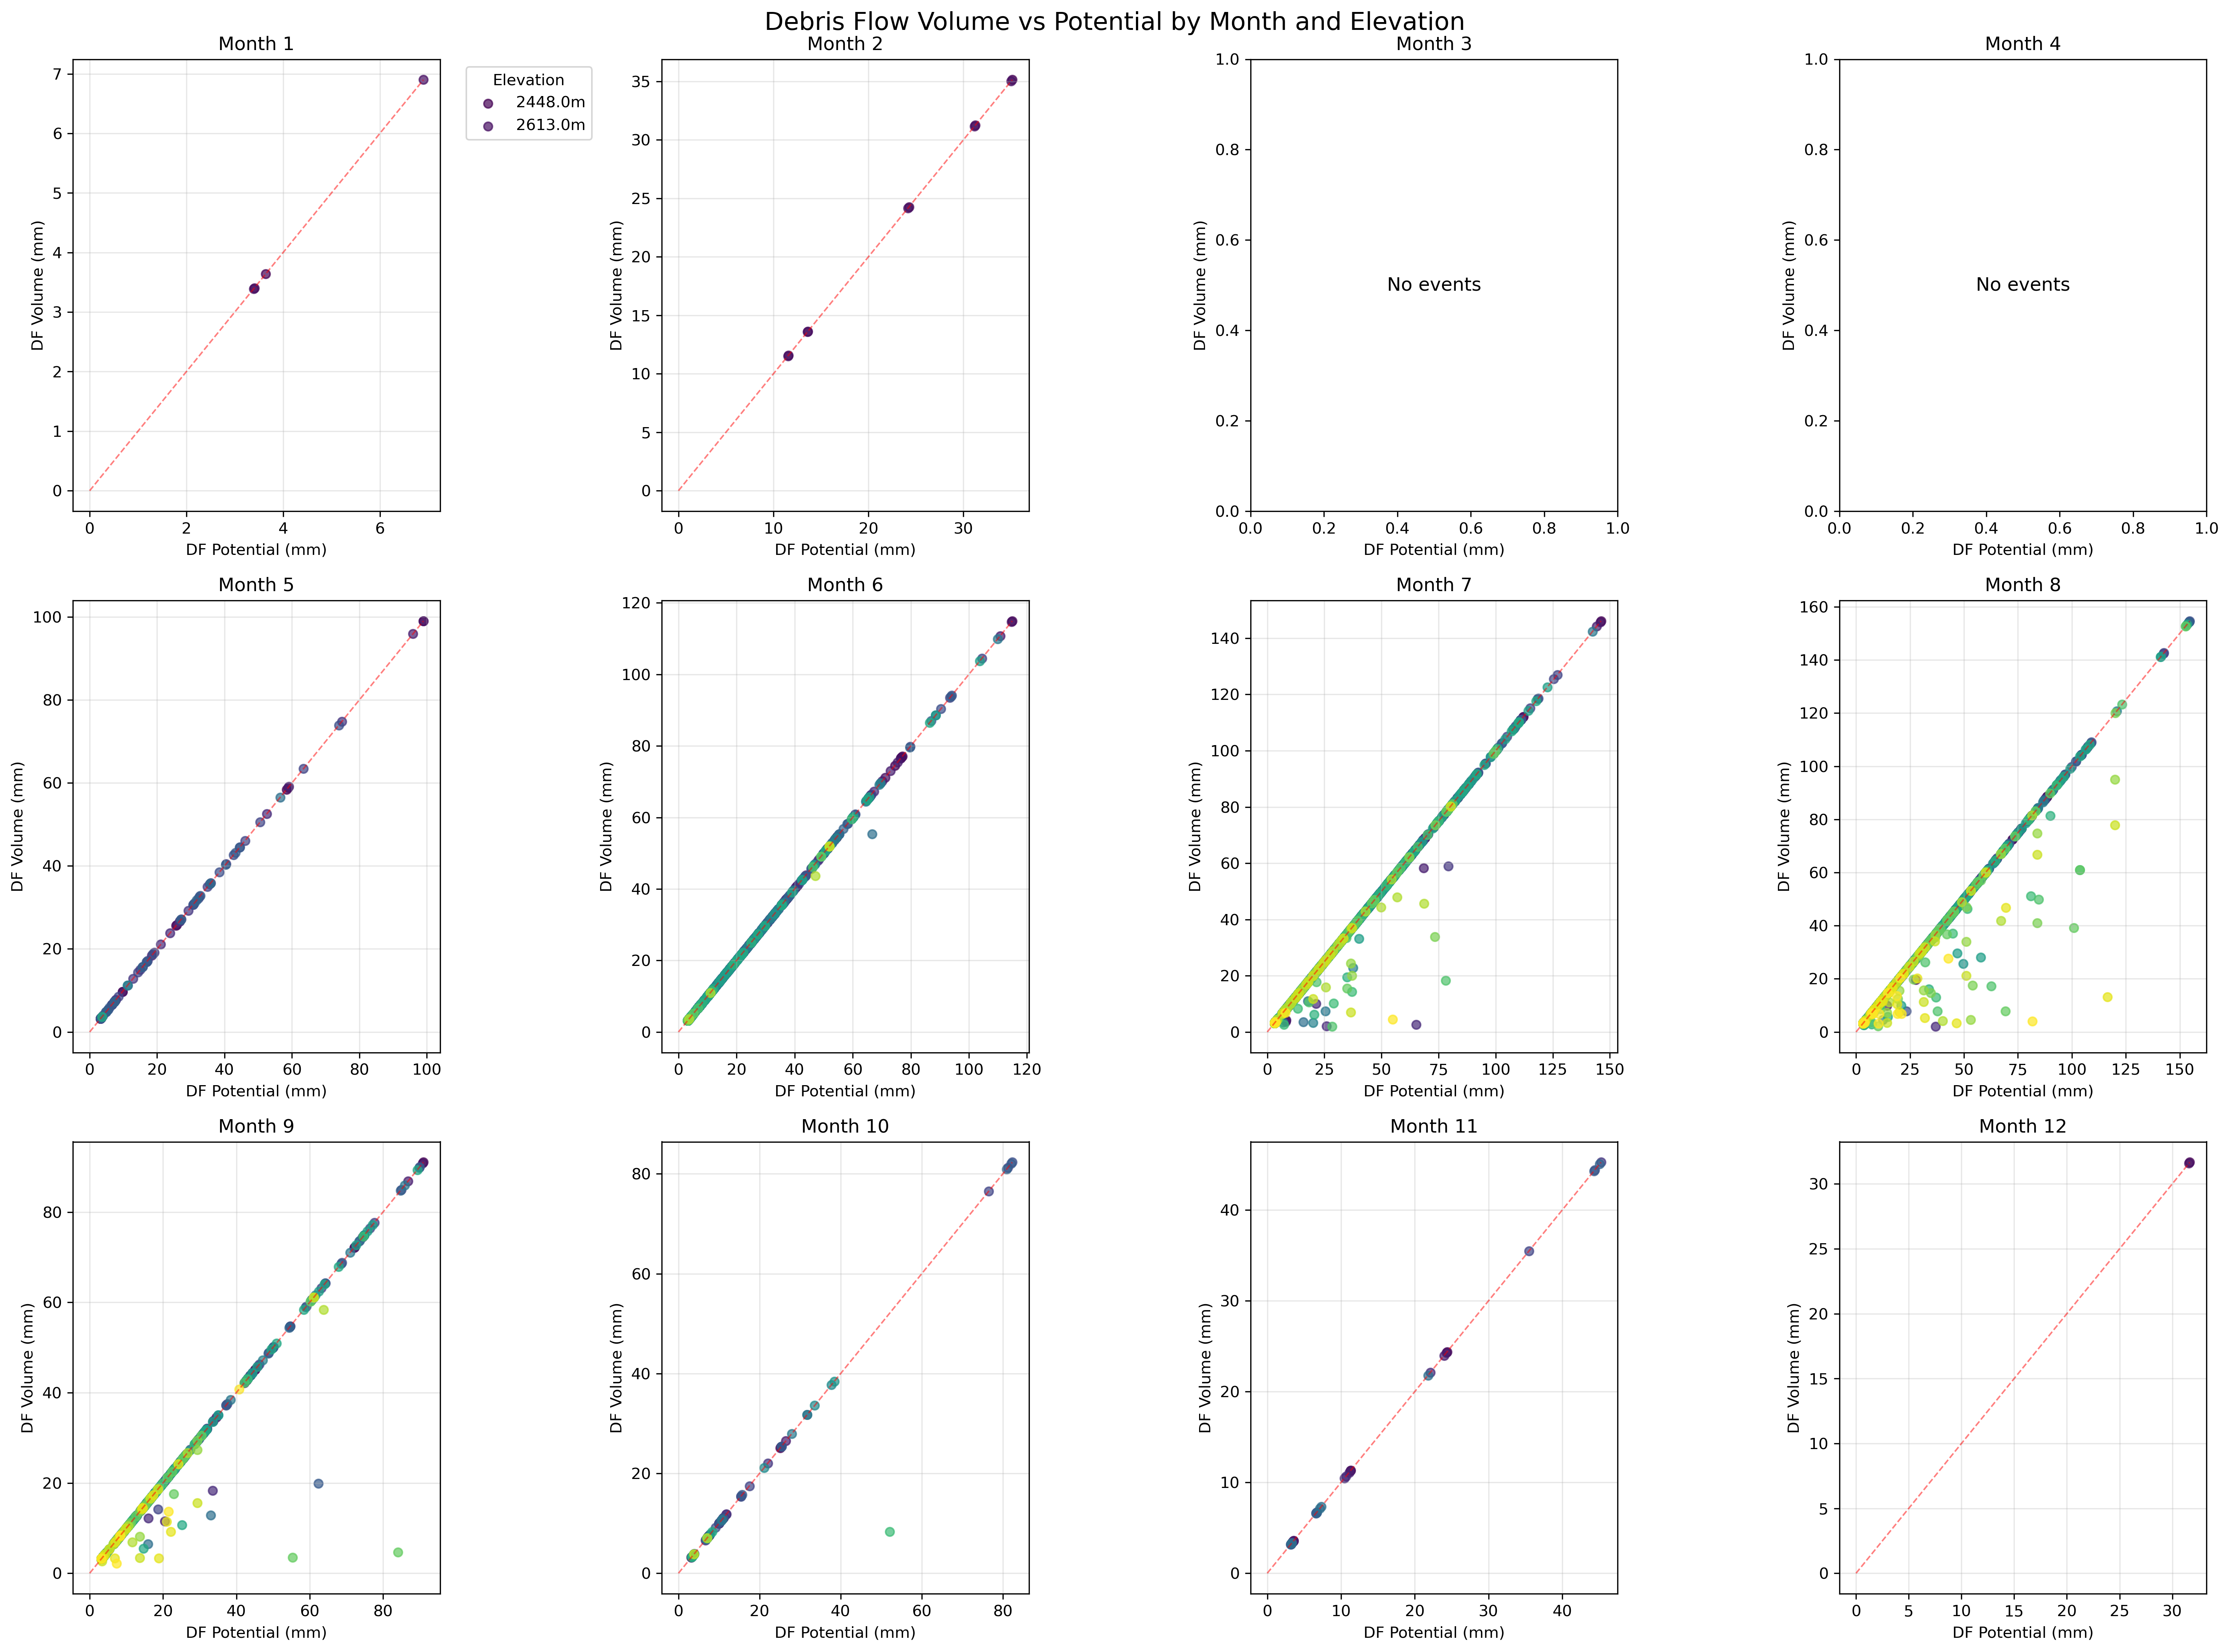 Debris Flow Volume vs Potential by Month and Elevation
Month 1
7
6
5
4
3
2
1
0
DF Volume (mm)
0 2 4 6
DF Potential (mm)
Elevation
2448.0m
2613.0m
Month 2
35
30
25
20
15
10
5
0
DF Volume (mm)
0 10 20 30
DF Potential (mm)
Month 3
1.0
0.8
0.6
0.4
0.2
0.0
DF Volume (mm)
No events
0.0 0.2 0.4 0.6 0.8 1.0
DF Potential (mm)
Month 4
1.0
0.8
0.6
0.4
0.2
0.0
DF Volume (mm)
No events
0.0 0.2 0.4 0.6 0.8 1.0
DF Potential (mm)
Month 5
100
80
60
40
20
0
DF Volume (mm)
0 20 40 60 80 100
DF Potential (mm)
Month 6
120
100
80
60
40
20
0
DF Volume (mm)
0 20 40 60 80 100 120
DF Potential (mm)
Month 7
140
120
100
80
60
40
20
0
DF Volume (mm)
0 25 50 75 100 125 150
DF Potential (mm)
Month 8
160
140
120
100
80
60
40
20
0
DF Volume (mm)
0 25 50 75 100 125 150
DF Potential (mm)
Month 9
80
60
40
20
0
DF Volume (mm)
0 20 40 60 80
DF Potential (mm)
Month 10
80
60
40
20
0
DF Volume (mm)
0 20 40 60 80
DF Potential (mm)
Month 11
40
30
20
10
0
DF Volume (mm)
0 10 20 30 40
DF Potential (mm)
Month 12
30
25
20
15
10
5
0
DF Volume (mm)
0 5 10 15 20 25 30
DF Potential (mm)